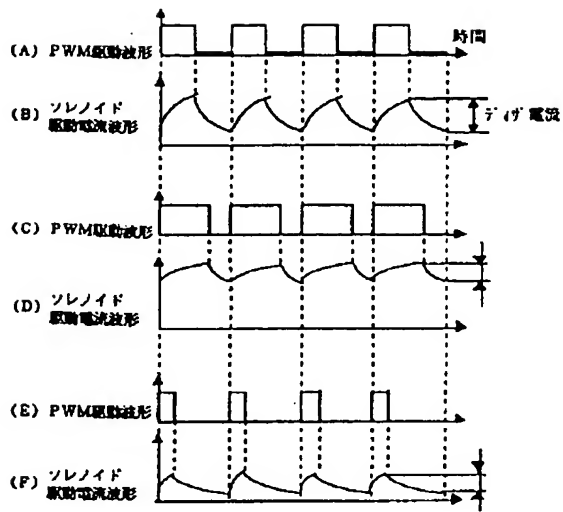 (A) PWM駆動波形
時間
(B) ソレノイド
駆動電流波形
ディザ電流
(C) PWM駆動波形
(D) ソレノイド
駆動電流波形
(E) PWM駆動波形
(F) ソレノイド
駆動電流波形